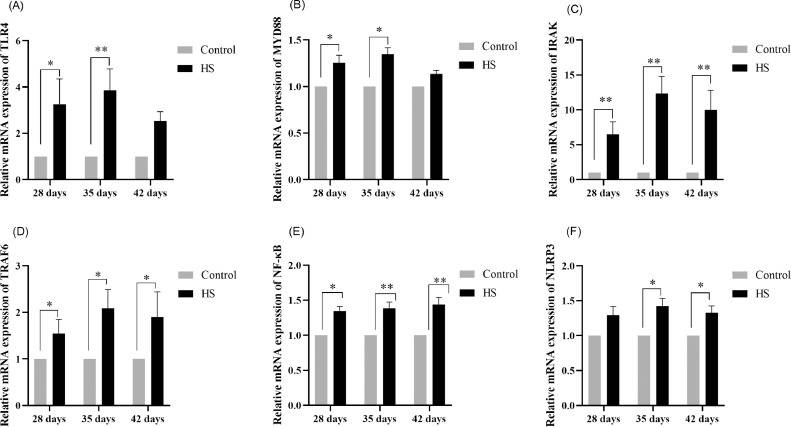 (A)
Relative mRNA expression of TLR4
6
4
2
0
*
**
28 days
35 days
42 days
Control
HS
(B)
Relative mRNA expression of MYD88
1.5
1.0
0.5
0.0
*
*
28 days
35 days
42 days
Control
HS
(C)
Relative mRNA expression of IRAK
20
15
10
5
0
**
**
**
28 days
35 days
42 days
Control
HS
(D)
Relative mRNA expression of TRAF6
3
2
1
0
*
*
*
28 days
35 days
42 days
Control
HS
(E)
Relative mRNA expression of NF-κB
2.0
1.5
1.0
0.5
0.0
*
**
**
28 days
35 days
42 days
Control
HS
(F)
Relative mRNA expression of NLRP3
2.0
1.5
1.0
0.5
0.0
*
*
28 days
35 days
42 days
Control
HS